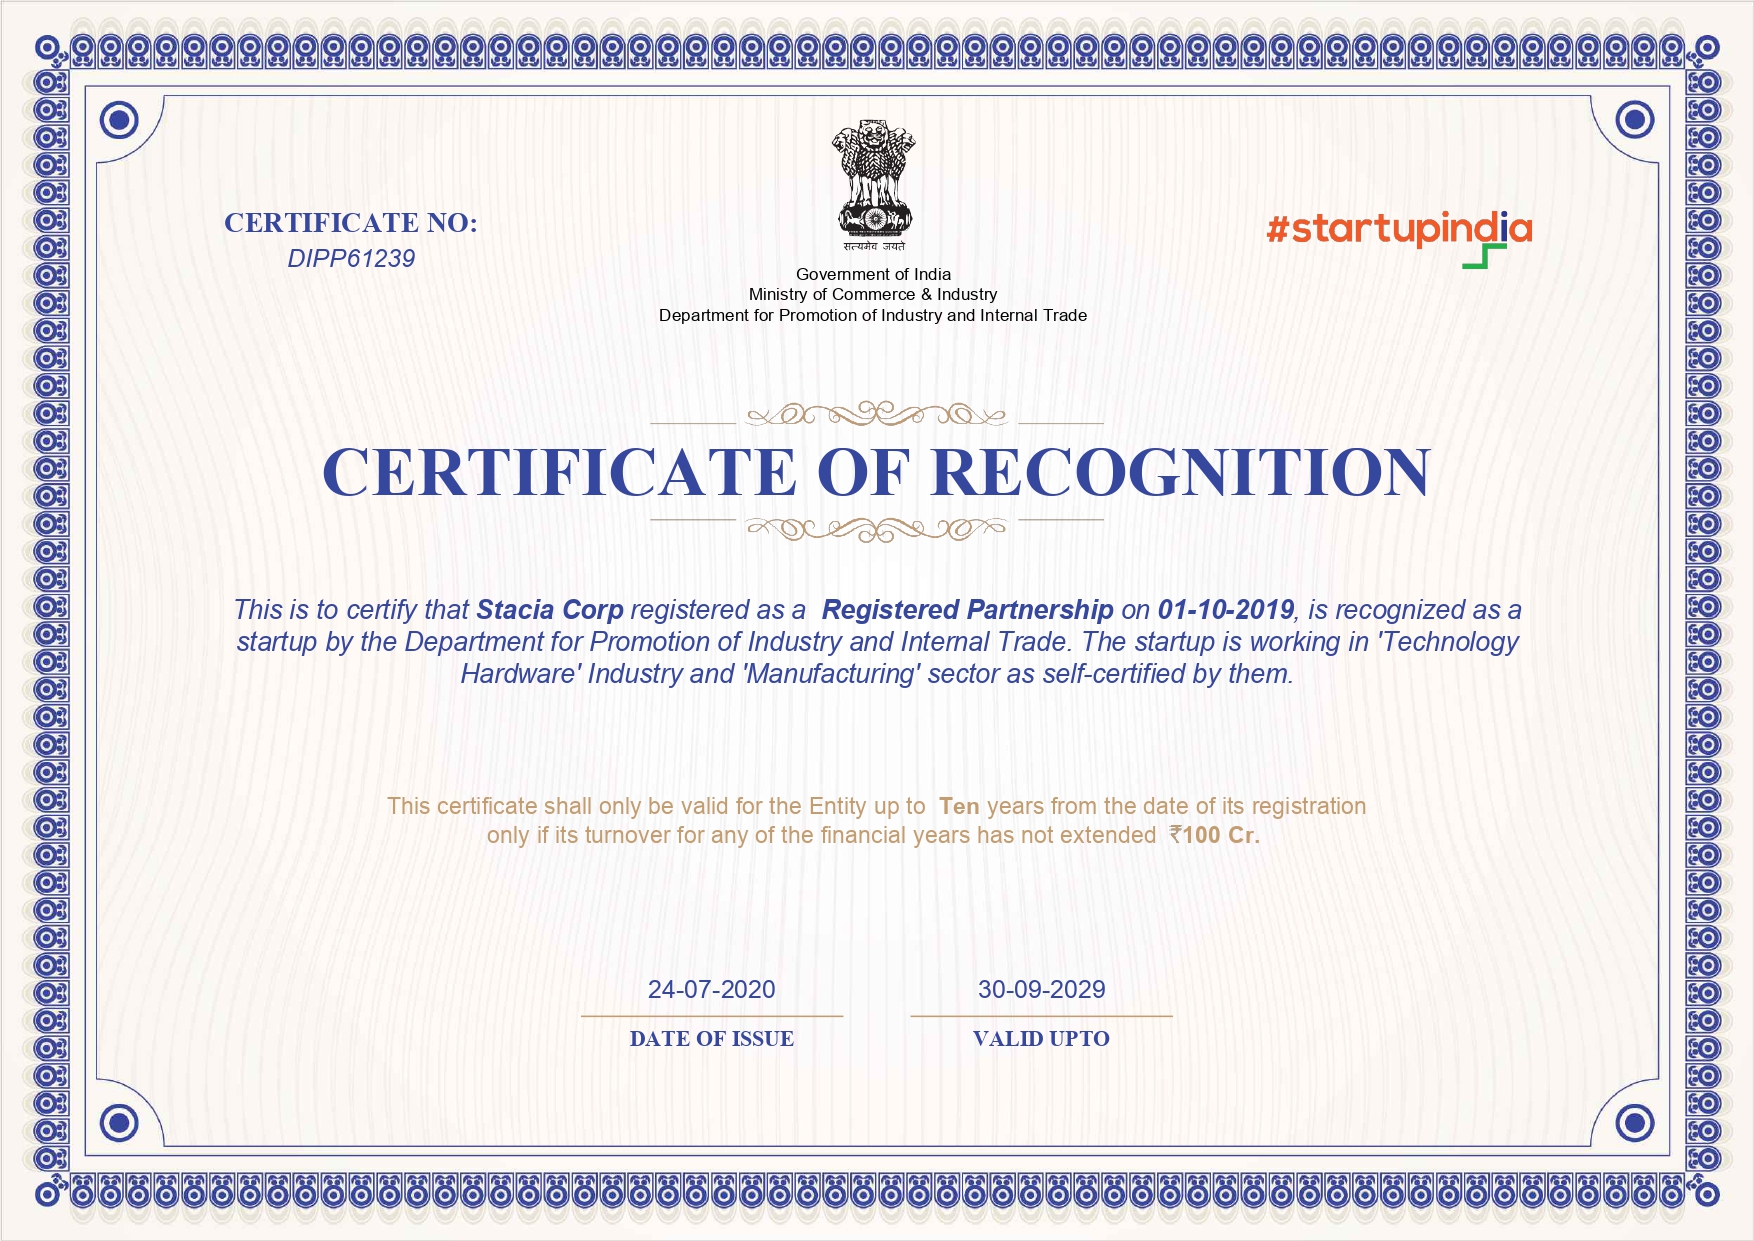 CERTIFICATE NO:
DIPP61239
सत्यमेव जयते
Government of India
Ministry of Commerce & Industry
Department for Promotion of Industry and Internal Trade
#startupindia
CERTIFICATE OF RECOGNITION
This is to certify that Stacia Corp registered as a Registered Partnership on 01-10-2019, is recognized as a
startup by the Department for Promotion of Industry and Internal Trade. The startup is working in 'Technology
Hardware' Industry and 'Manufacturing' sector as self-certified by them.
This certificate shall only be valid for the Entity up to Ten years from the date of its registration
only if its turnover for any of the financial years has not extended ₹100 Cr.
24-07-2020
DATE OF ISSUE
30-09-2029
VALID UPTO